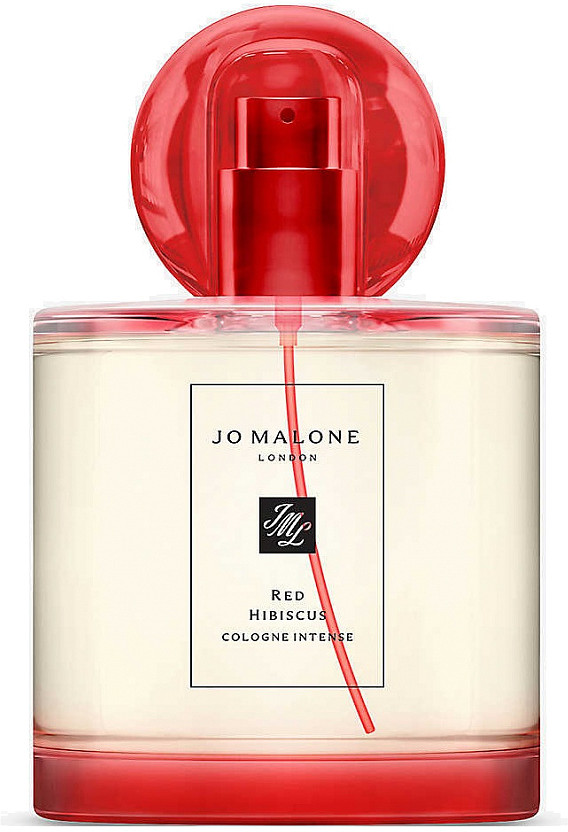 JO MALONE
LONDON
JML
RED
HIBISCUS
COLOGNE INTENSE